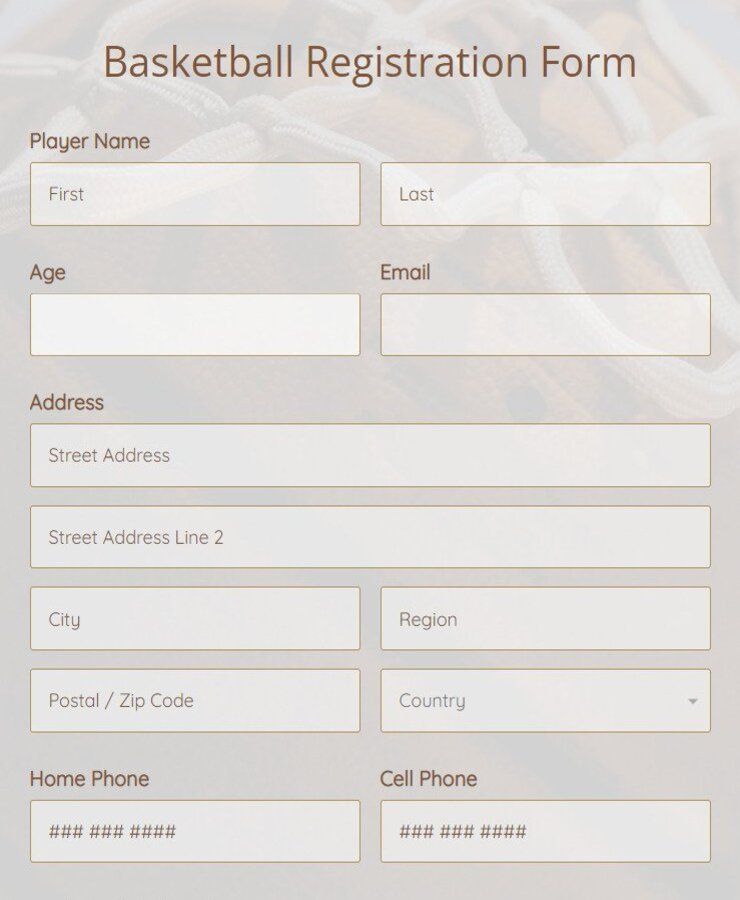 Basketball Registration Form
Player Name
First Last
Age Email
Address
Street Address
Street Address Line 2
City Region
Postal / Zip Code Country
Home Phone Cell Phone
### ### #### ### ### ####